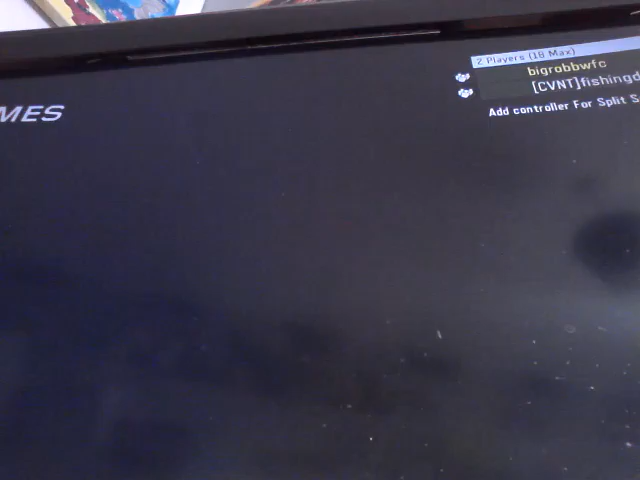 2 Players (18 Max)
bigrobbwfc
[CVNT]fishingd
MES
Add controller For Split S